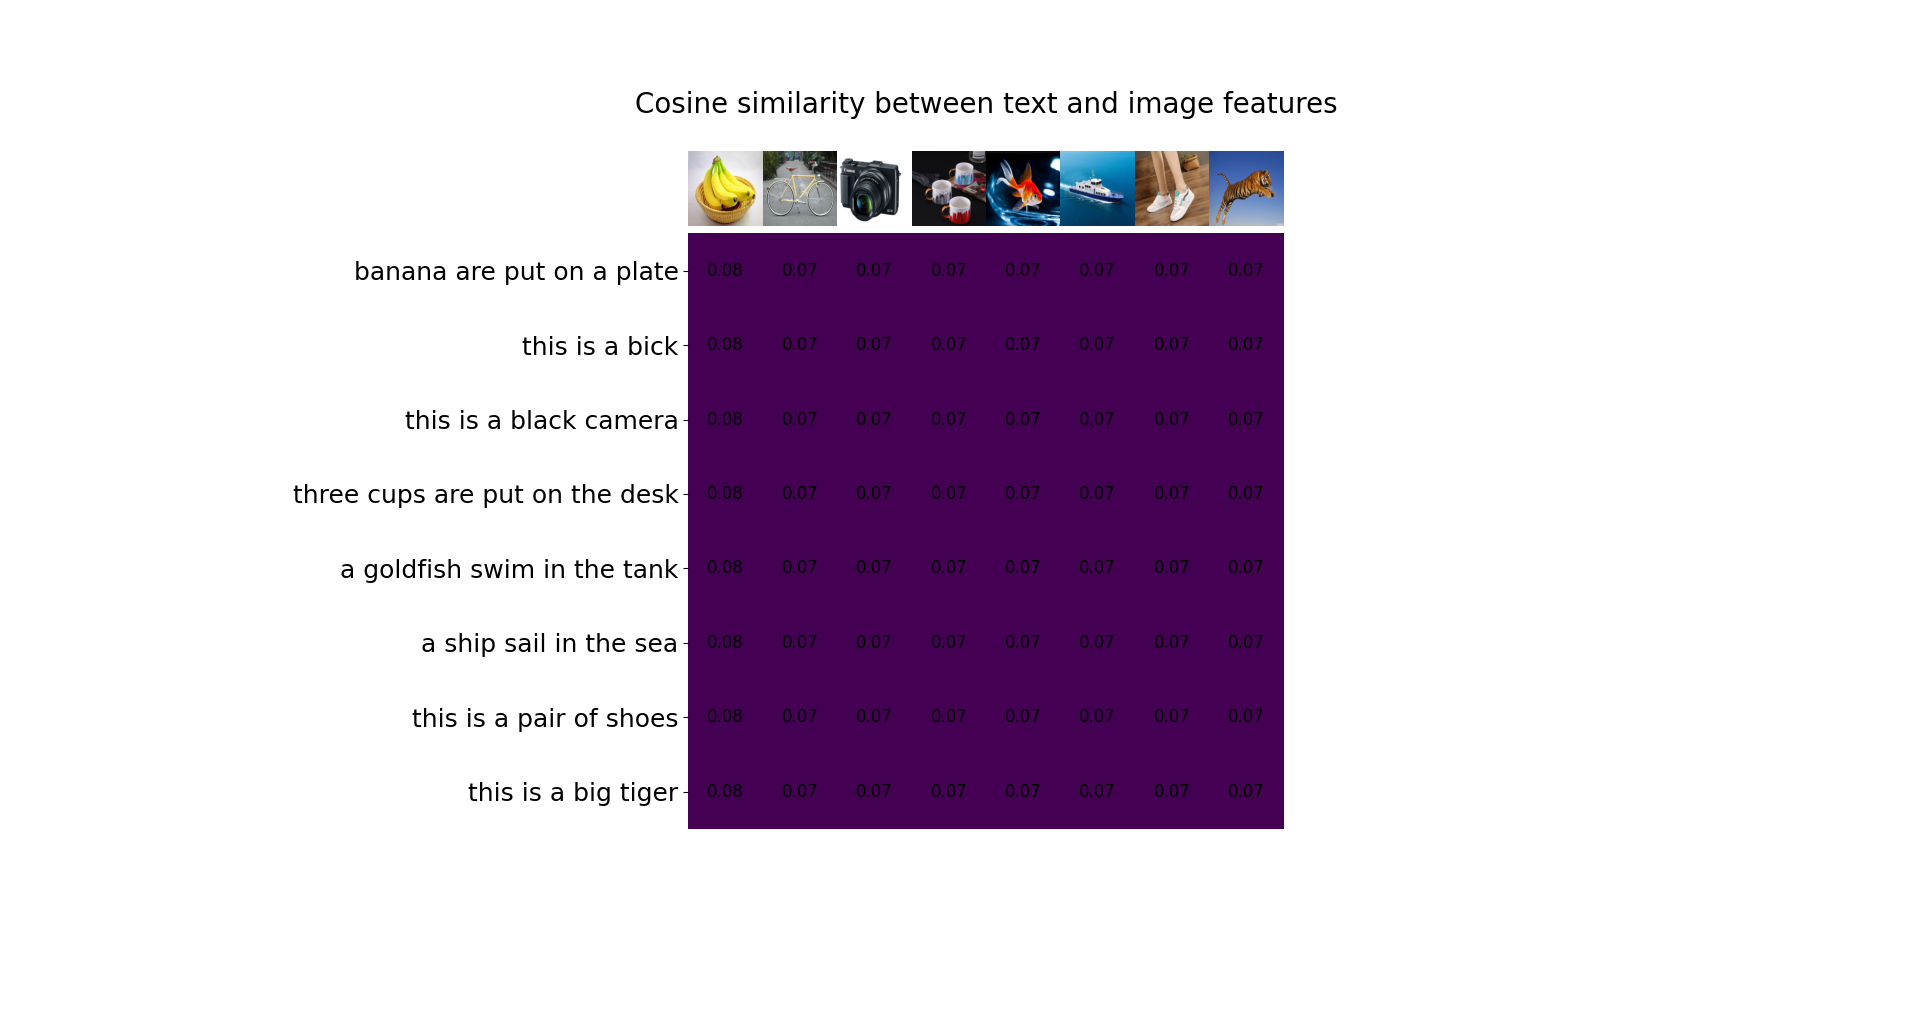 Cosine similarity between text and image features
banana are put on a plate 0.08 0.07 0.07 0.07 0.07 0.07 0.07 0.07
this is a bick 0.08 0.07 0.07 0.07 0.07 0.07 0.07 0.07
this is a black camera 0.08 0.07 0.07 0.07 0.07 0.07 0.07 0.07
three cups are put on the desk 0.08 0.07 0.07 0.07 0.07 0.07 0.07 0.07
a goldfish swim in the tank 0.08 0.07 0.07 0.07 0.07 0.07 0.07 0.07
a ship sail in the sea 0.08 0.07 0.07 0.07 0.07 0.07 0.07 0.07
this is a pair of shoes 0.08 0.07 0.07 0.07 0.07 0.07 0.07 0.07
this is a big tiger 0.08 0.07 0.07 0.07 0.07 0.07 0.07 0.07